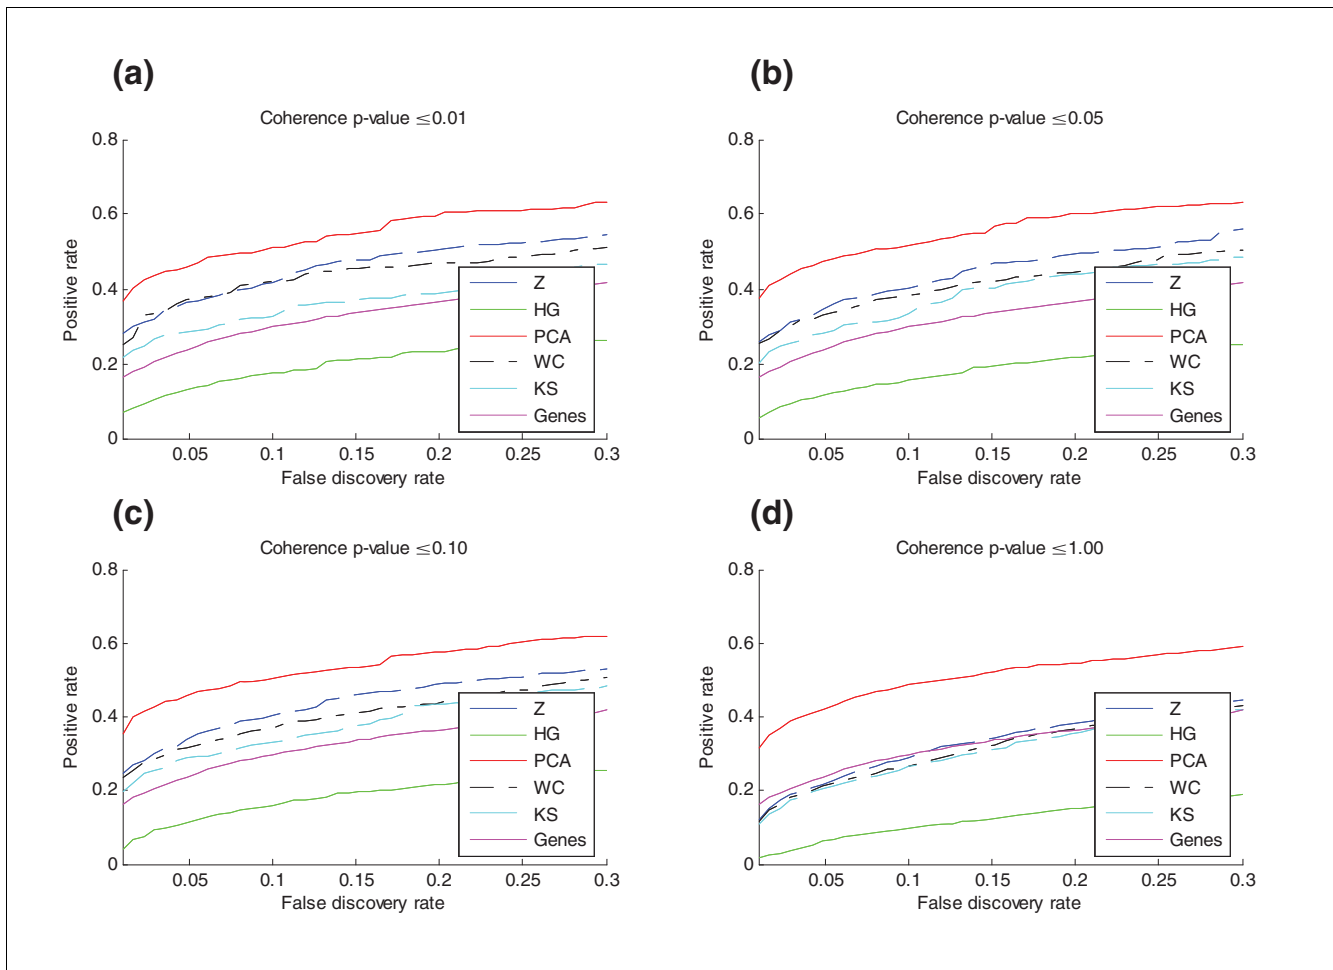 (a)
Coherence p-value ≤0.01
0.8
0.6
0.4
0.2
0
Positive rate
0.05 0.1 0.15 0.2 0.25 0.3
False discovery rate
Z
HG
PCA
WC
KS
Genes
(b)
Coherence p-value ≤0.05
0.8
0.6
0.4
0.2
0
Positive rate
0.05 0.1 0.15 0.2 0.25 0.3
False discovery rate
Z
HG
PCA
WC
KS
Genes
(c)
Coherence p-value ≤0.10
0.8
0.6
0.4
0.2
0
Positive rate
0.05 0.1 0.15 0.2 0.25 0.3
False discovery rate
Z
HG
PCA
WC
KS
Genes
(d)
Coherence p-value ≤1.00
0.8
0.6
0.4
0.2
0
Positive rate
0.05 0.1 0.15 0.2 0.25 0.3
False discovery rate
Z
HG
PCA
WC
KS
Genes